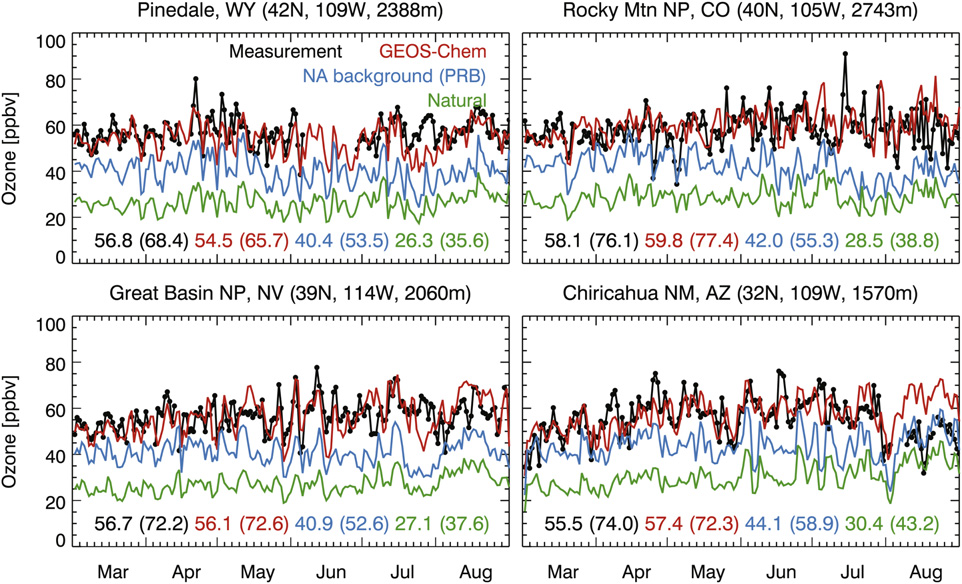 Pinedale, WY (42N, 109W, 2388m)
Rocky Mtn NP, CO (40N, 105W, 2743m)
Ozone [ppbv]
100
80
60
40
20
0
Measurement GEOS-Chem
NA background (PRB)
Natural
56.8 (68.4) 54.5 (65.7) 40.4 (53.5) 26.3 (35.6)
58.1 (76.1) 59.8 (77.4) 42.0 (55.3) 28.5 (38.8)
Great Basin NP, NV (39N, 114W, 2060m)
Chiricahua NM, AZ (32N, 109W, 1570m)
Ozone [ppbv]
100
80
60
40
20
0
56.7 (72.2) 56.1 (72.6) 40.9 (52.6) 27.1 (37.6)
55.5 (74.0) 57.4 (72.3) 44.1 (58.9) 30.4 (43.2)
Mar Apr May Jun Jul Aug
Mar Apr May Jun Jul Aug